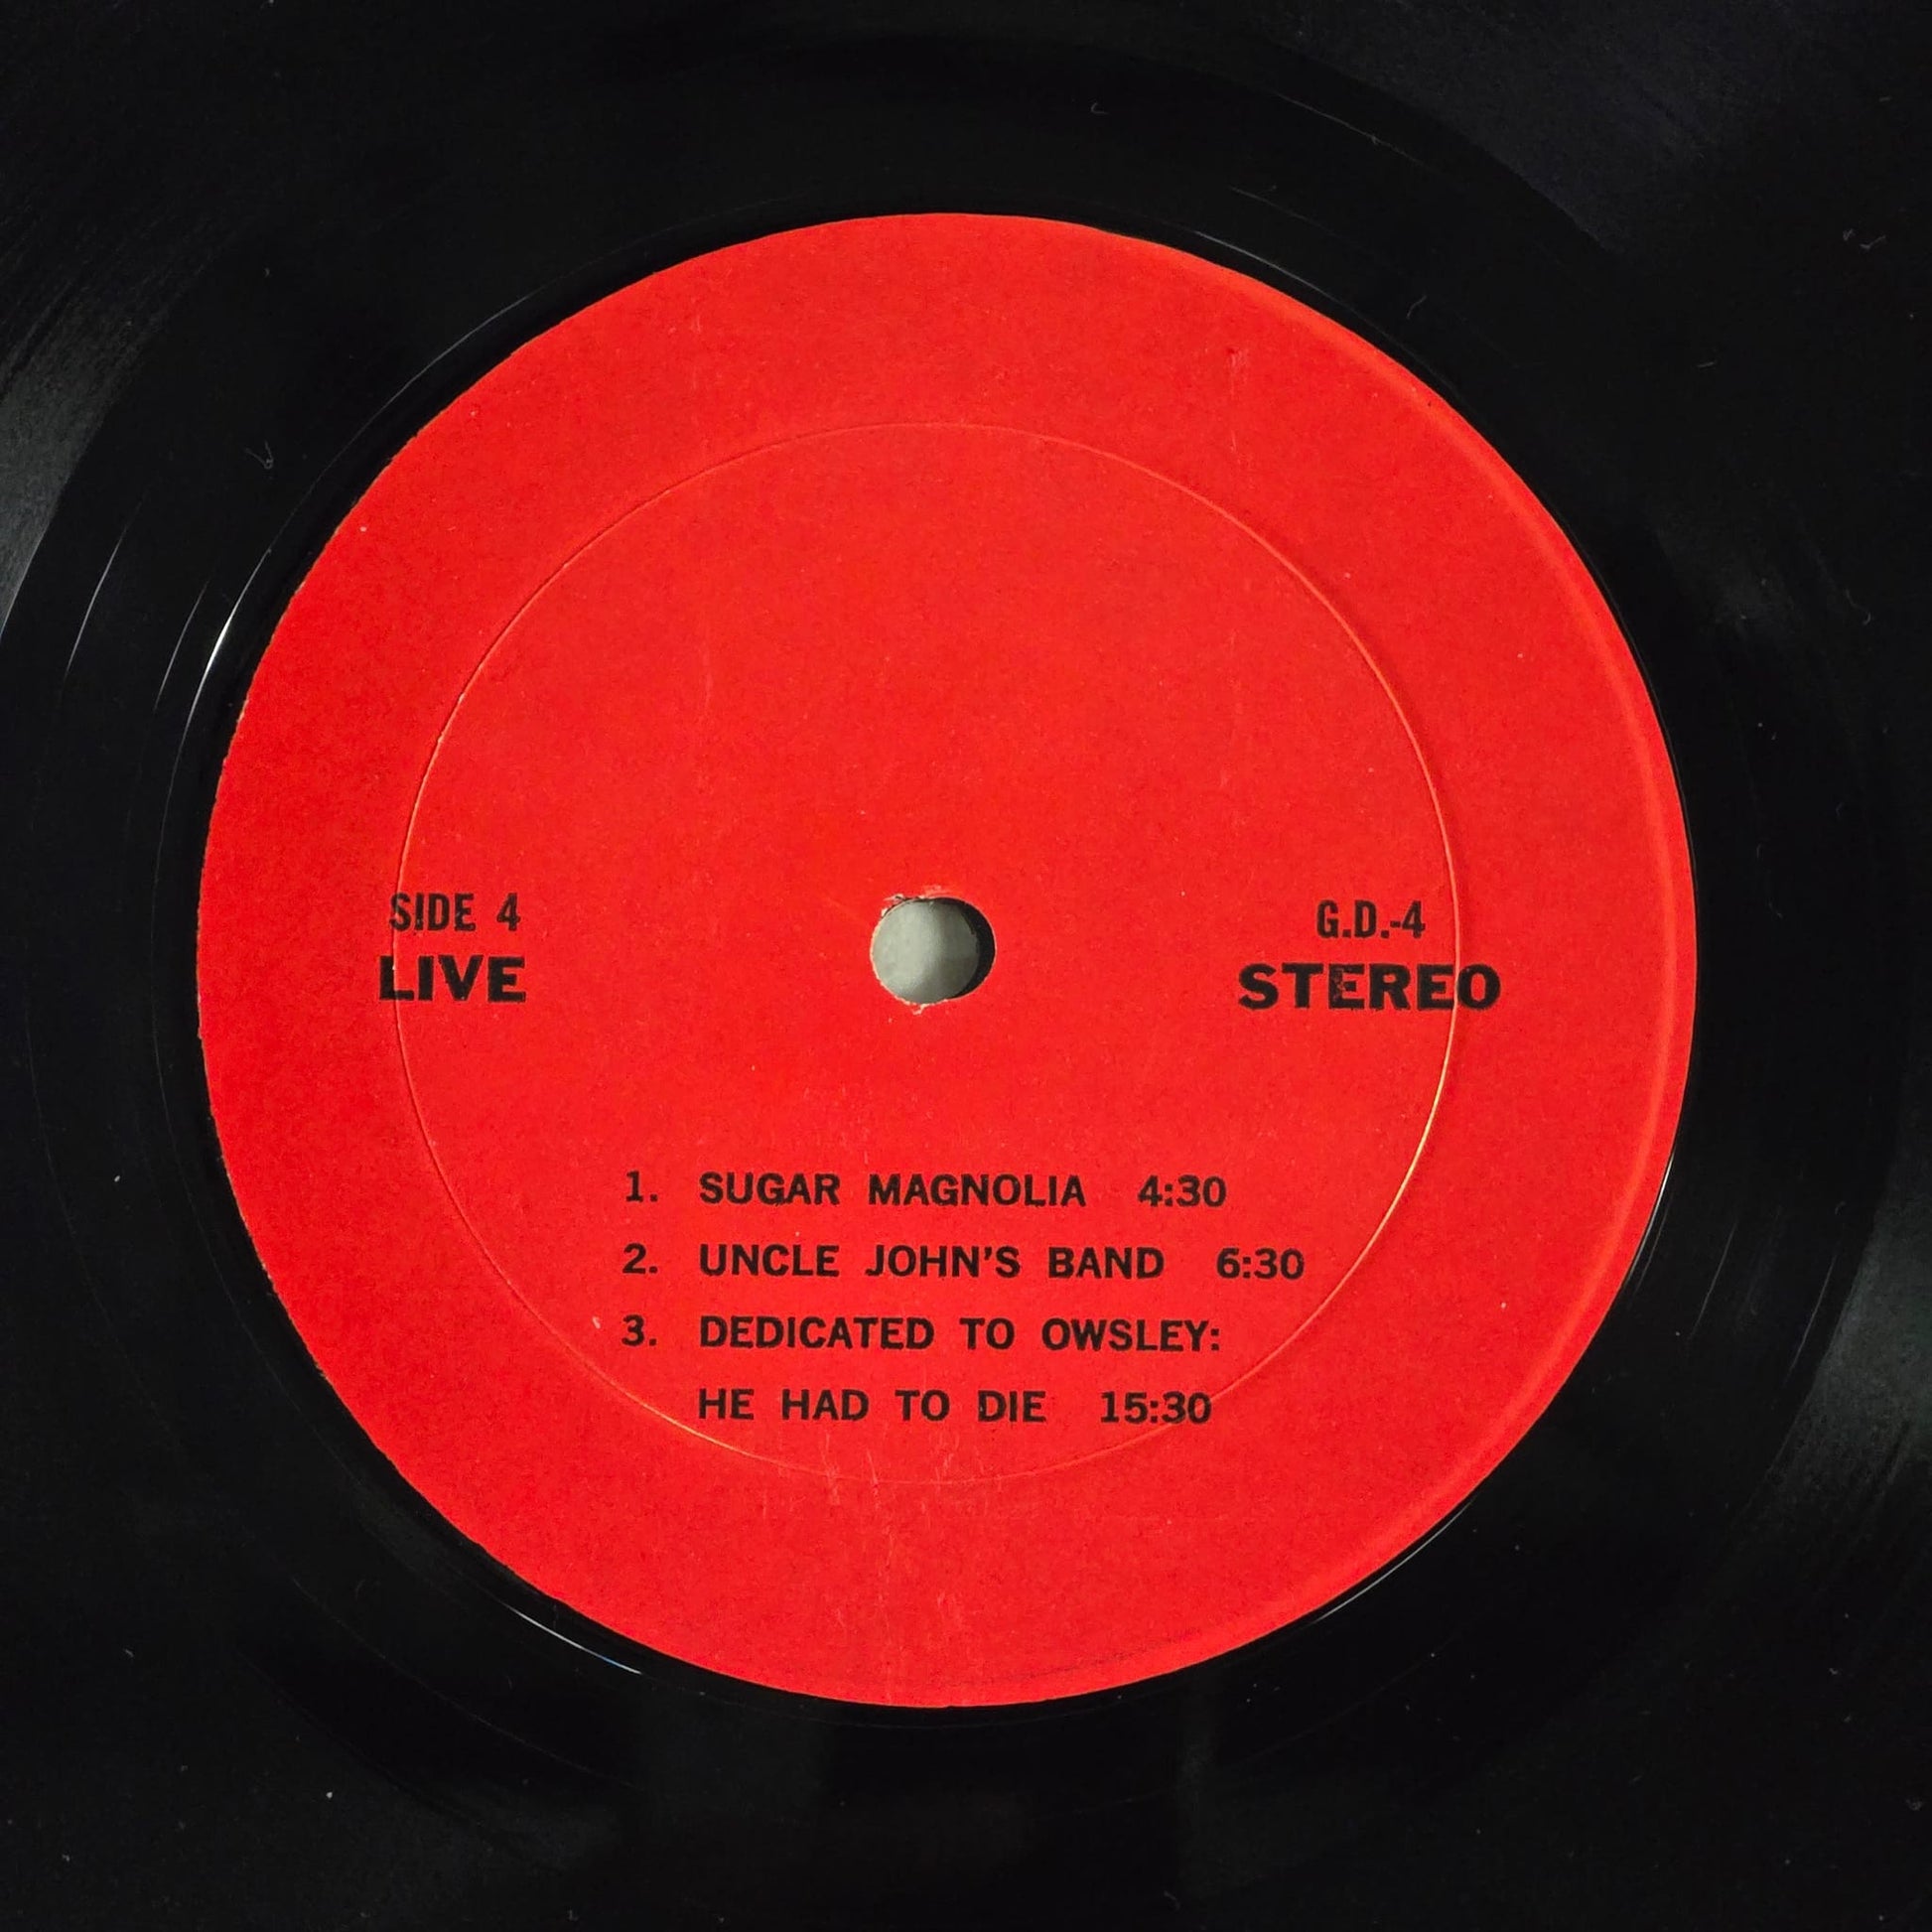 SIDE 4
LIVE
G.D.-4
STEREO
1. SUGAR MAGNOLIA 4:30
2. UNCLE JOHN'S BAND 6:30
3. DEDICATED TO OWSLEY:
HE HAD TO DIE 15:30